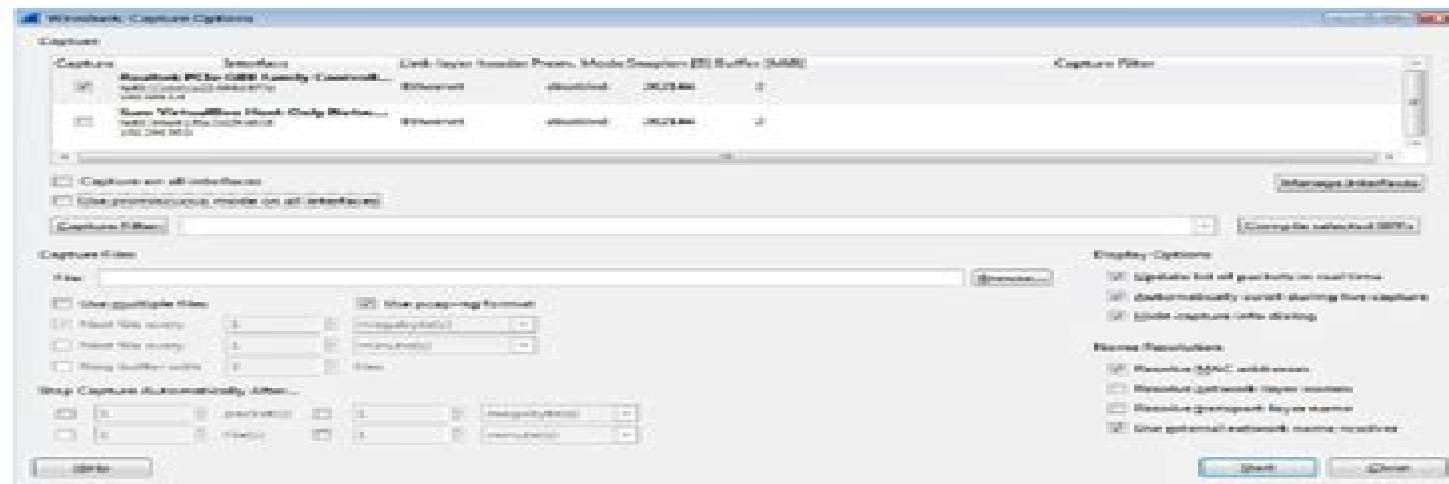 Wireshark: Capture Options
Capture
Capture Interface Link-layer header Prom. Mode Snaplen [B] Buffer [MiB] Capture Filter
Realtek PCIe GBE Family Controll...
Ethernet disabled 262144 2
Ethernet disabled 262144 2
Capture on all interfaces
Manage Interfaces
Use promiscuous mode on all interfaces
Capture Filter:
Compile selected BPFs
Capture Files
File:
Browse...
Use multiple files
Use pcap-ng format
Next file every 1 megabyte(s)
Next file every 1 minute(s)
Ring buffer with 2 files
Stop Capture Automatically After...
1 packet(s) 1 megabyte(s)
1 file(s) 1 minute(s)
Display Options
Update list of packets in real time
Automatically scroll during live capture
Hide capture info dialog
Name Resolution
Resolve MAC addresses
Resolve network-layer names
Resolve transport-layer name
Use external network name resolver
Help
Start
Close